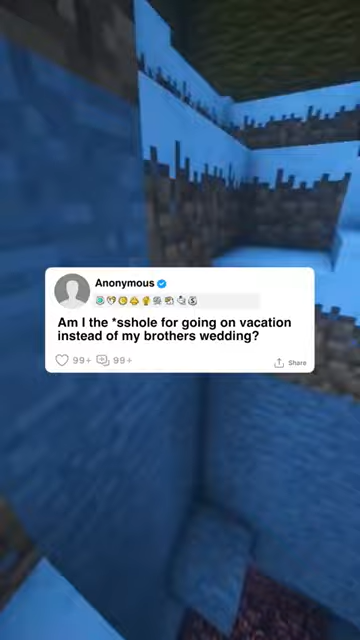 Anonymous
Am I the *sshole for going on vacation
instead of my brothers wedding?
99+ 99+ Share